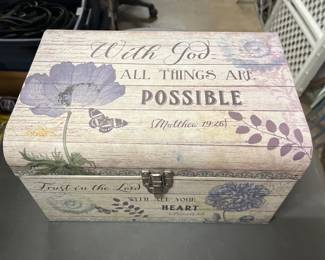 With God
ALL THINGS ARE
POSSIBLE
{Matthew 19:26}
Trust in the Lord
WITH ALL YOUR
HEART